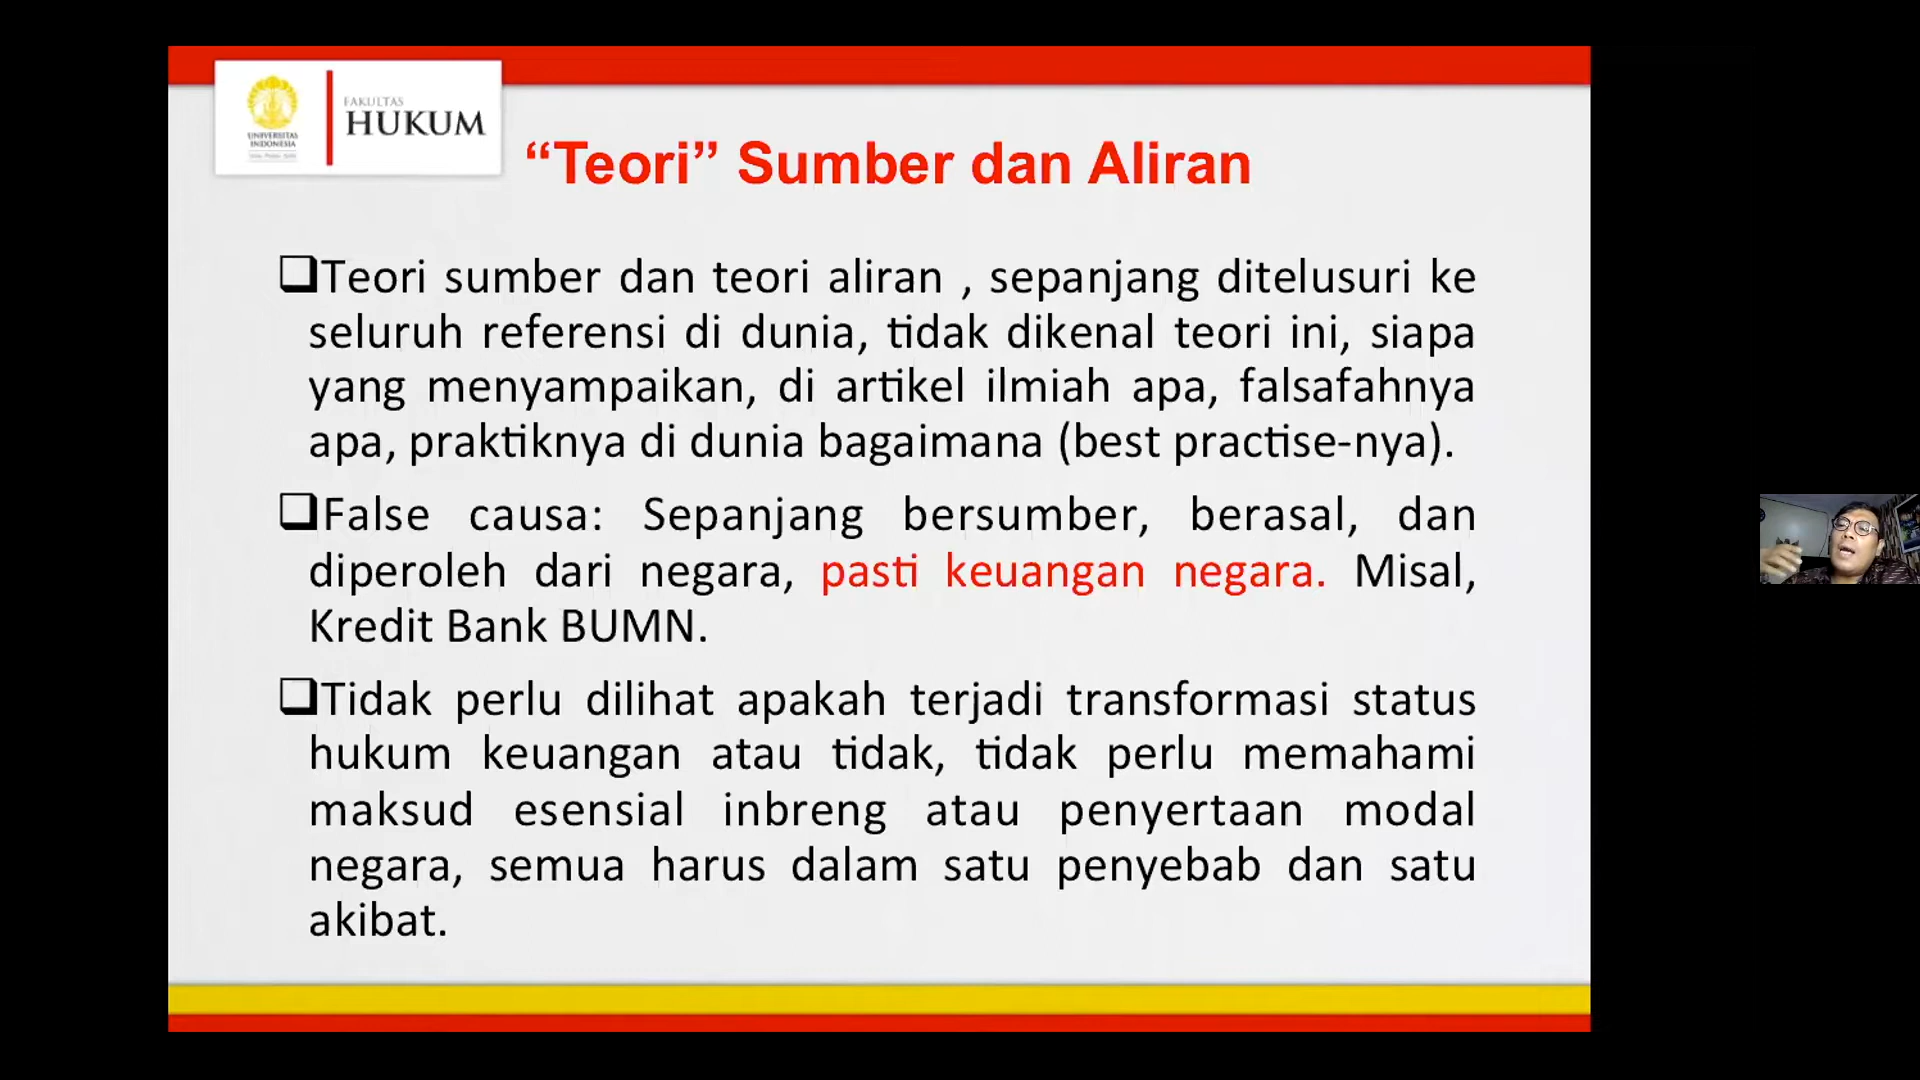 UNIVERSITAS
INDONESIA
FAKULTAS
HUKUM
“Teori” Sumber dan Aliran
Teori sumber dan teori aliran , sepanjang ditelusuri ke
seluruh referensi di dunia, tidak dikenal teori ini, siapa
yang menyampaikan, di artikel ilmiah apa, falsafahnya
apa, praktiknya di dunia bagaimana (best practise-nya).
False causa: Sepanjang bersumber, berasal, dan
diperoleh dari negara, pasti keuangan negara. Misal,
Kredit Bank BUMN.
Tidak perlu dilihat apakah terjadi transformasi status
hukum keuangan atau tidak, tidak perlu memahami
maksud esensial inbreng atau penyertaan modal
negara, semua harus dalam satu penyebab dan satu
akibat.